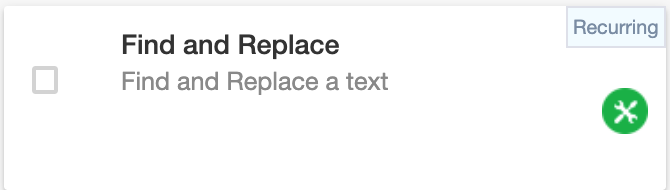 Recurring
Find and Replace
Find and Replace a text